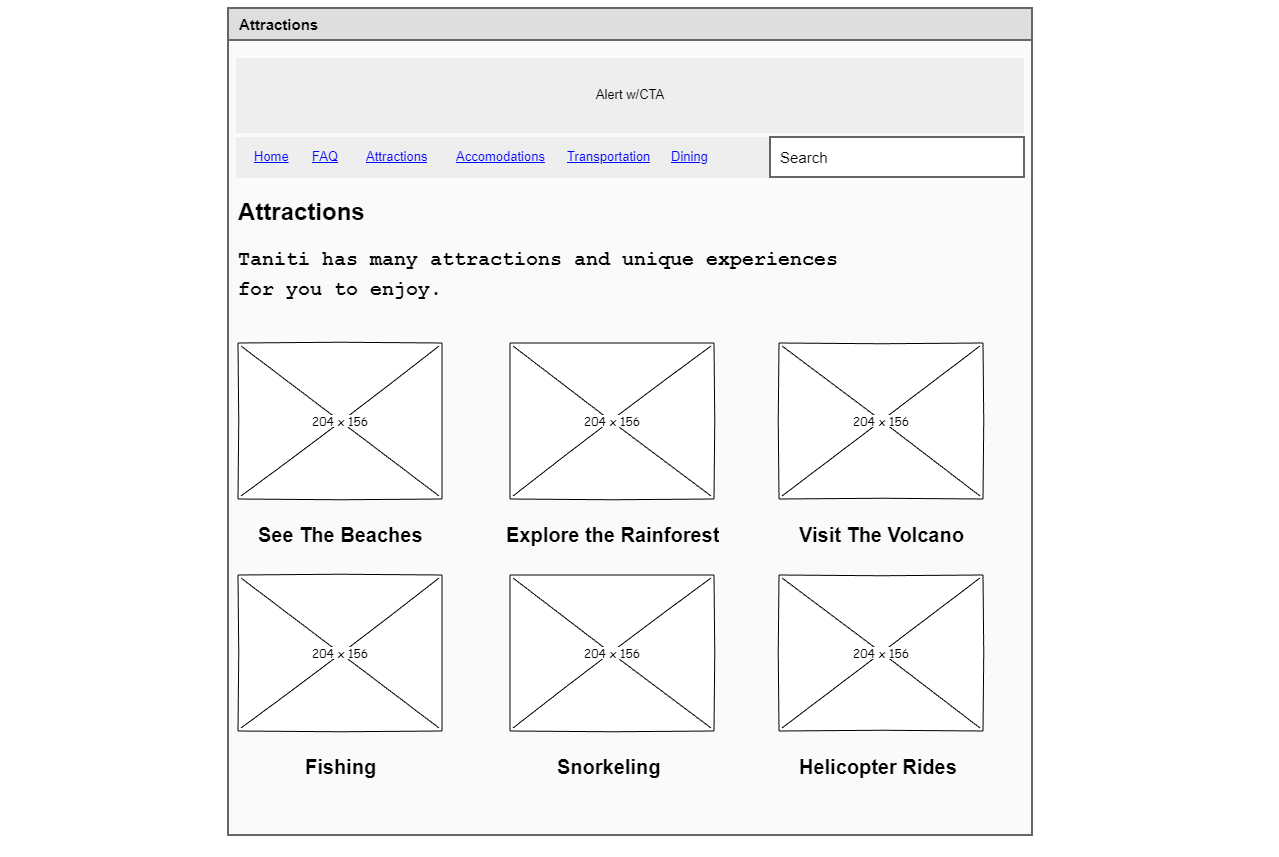 Attractions
Alert w/CTA
Home FAQ Attractions Accomodations Transportation Dining Search
Attractions
Taniti has many attractions and unique experiences
for you to enjoy.
204 x 156 204 x 156 204 x 156
See The Beaches Explore the Rainforest Visit The Volcano
204 x 156 204 x 156 204 x 156
Fishing Snorkeling Helicopter Rides